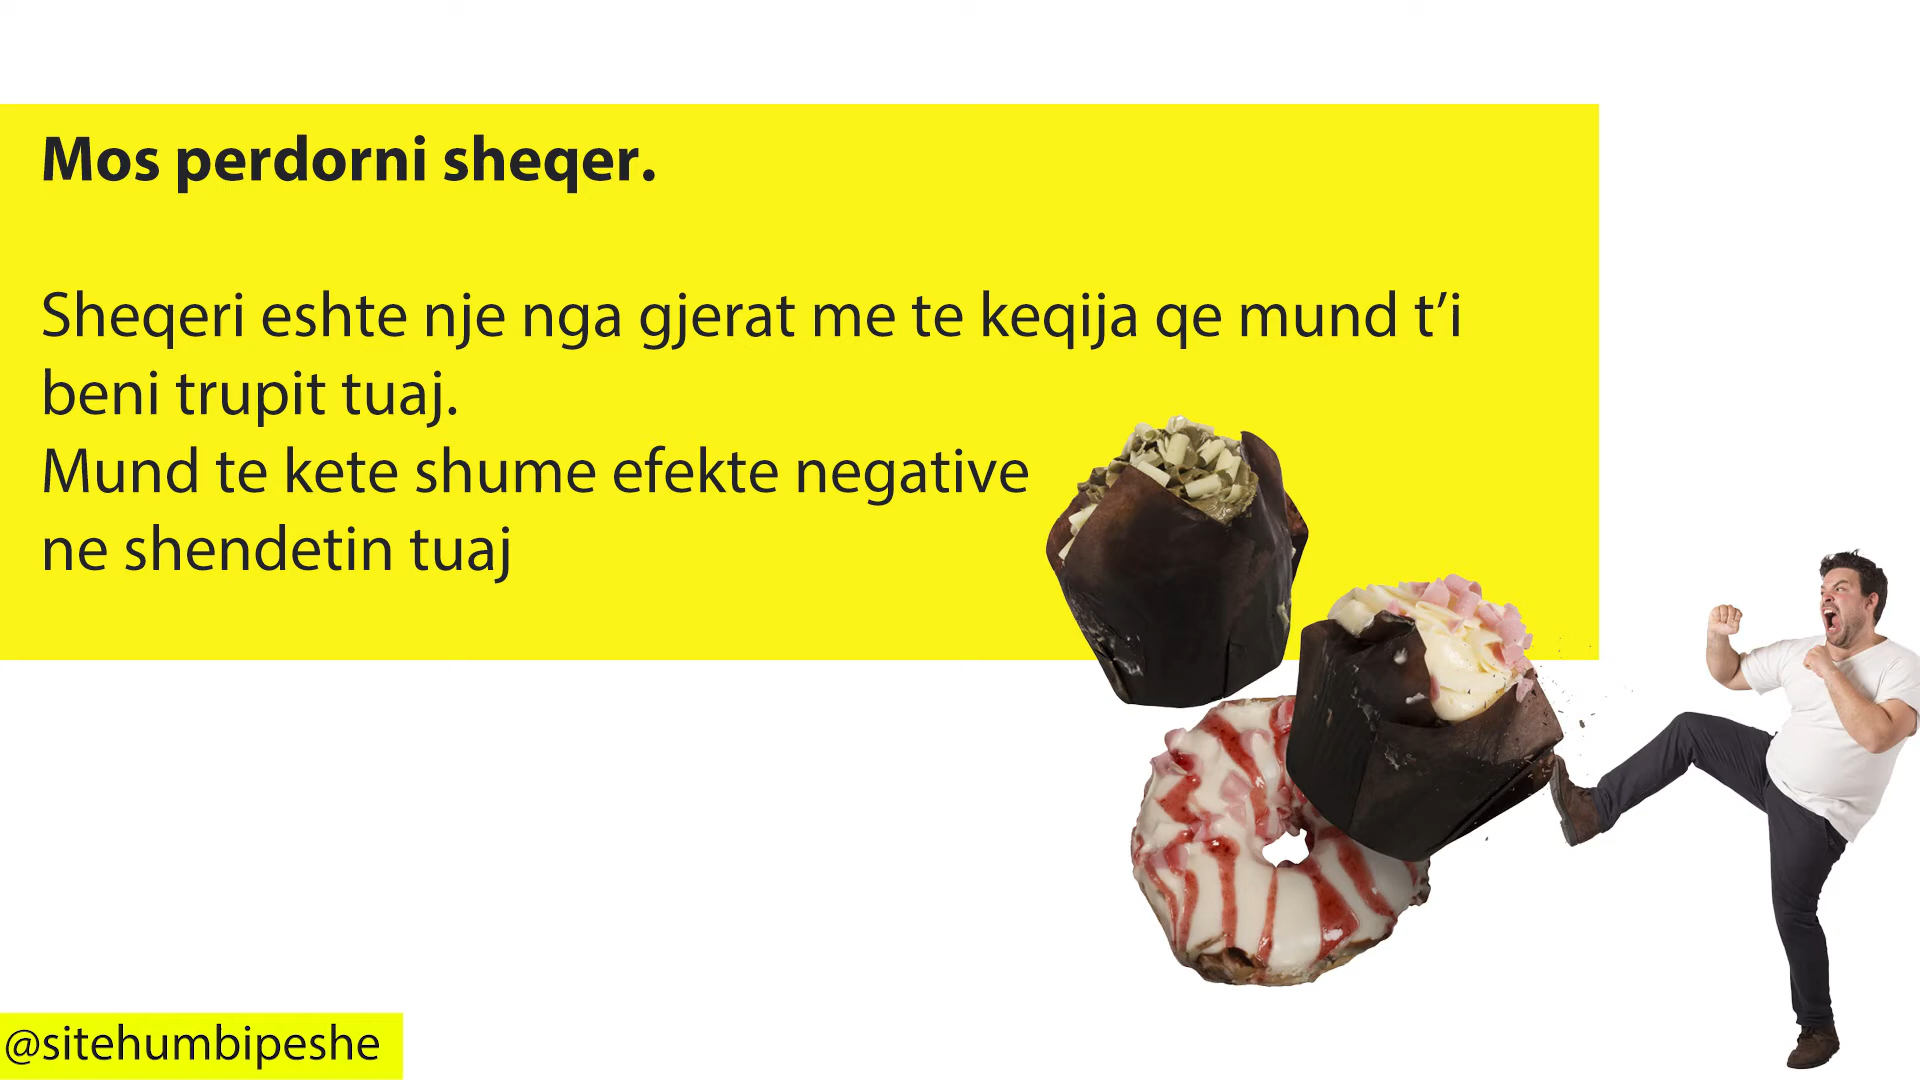 Mos perdorni sheqer.
Sheqeri eshte nje nga gjerat me te keqija qe mund t’i
beni trupit tuaj.
Mund te kete shume efekte negative
ne shendetin tuaj
@sitehumbipeshe